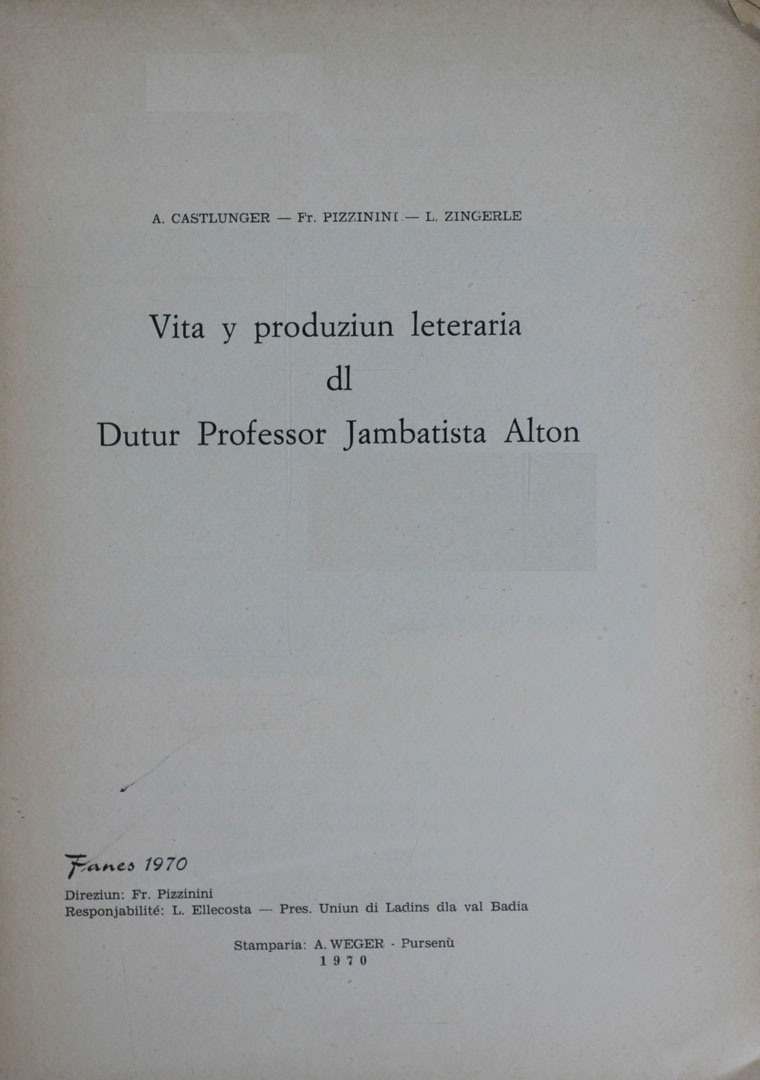 A. CASTLUNGER — Fr. PIZZININI — L. ZINGERLE
Vita y produziun leteraria
dl
Dutur Professor Jambatista Alton
Fanes 1970
Direziun: Fr. Pizzinini
Responjabilité: L. Ellecosta — Pres. Uniun di Ladins dla val Badia
Stamparia: A. WEGER - Pursenù
1970